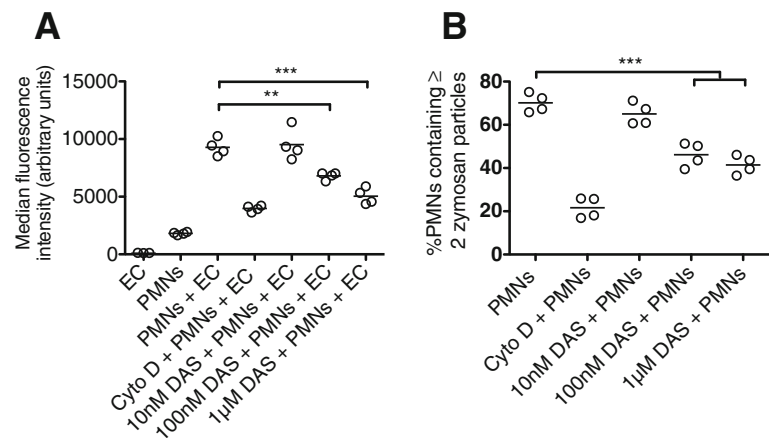 A
Median fluorescence
intensity (arbitrary units)
15000
10000
5000
0
***
**
EC
PMNs
PMNs + EC
Cyto D + PMNs + EC
10nM DAS + PMNs + EC
100nM DAS + PMNs + EC
1µM DAS + PMNs + EC
B
%PMNs containing ≥
2 zymosan particles
80
60
40
20
0
***
PMNs
Cyto D + PMNs
10nM DAS + PMNs
100nM DAS + PMNs
1µM DAS + PMNs